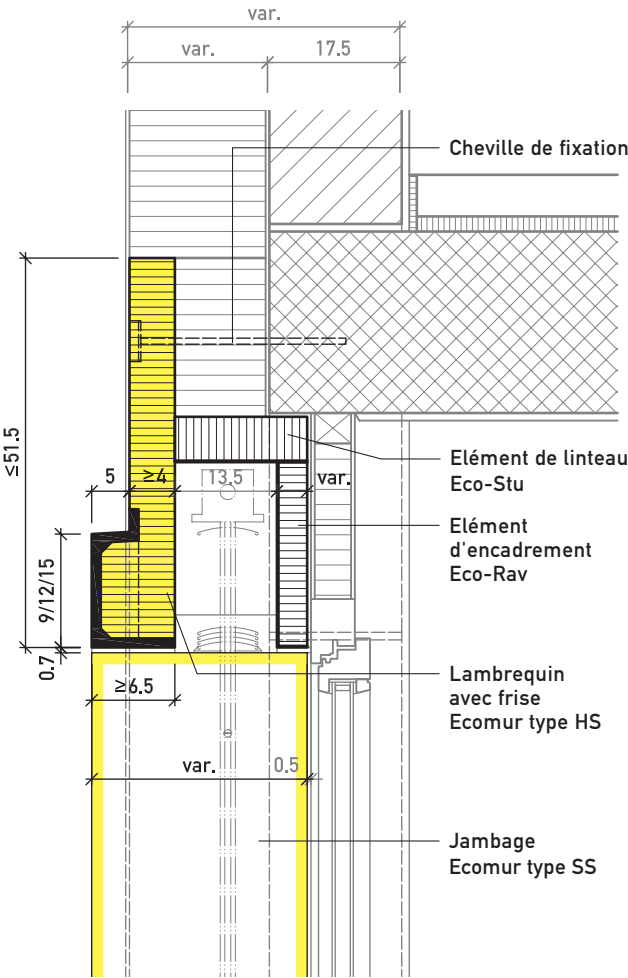 var.
var.
17.5
Cheville de fixation
≤51.5
5
≥4
13.5
var.
Elément de linteau
Eco-Stu
Elément
d'encadrement
Eco-Rav
9/12/15
0.7
≥6.5
Lambrequin
avec frise
Ecomur type HS
var.
0.5
Jambage
Ecomur type SS